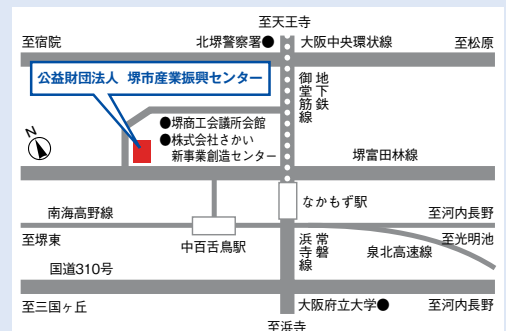 至天王寺
至宿院
北堺警察署●
大阪中央環状線
至松原
公益財団法人 堺市産業振興センター
地下鉄
御堂筋線
N
●堺商工会議所会館
●株式会社さかい
新事業創造センター
堺富田林線
なかもず駅
南海高野線
至河内長野
至堺東
中百舌鳥駅
常磐
浜寺線
泉北高速線
至光明池
国道310号
至三国ヶ丘
大阪府立大学●
至河内長野
至浜寺